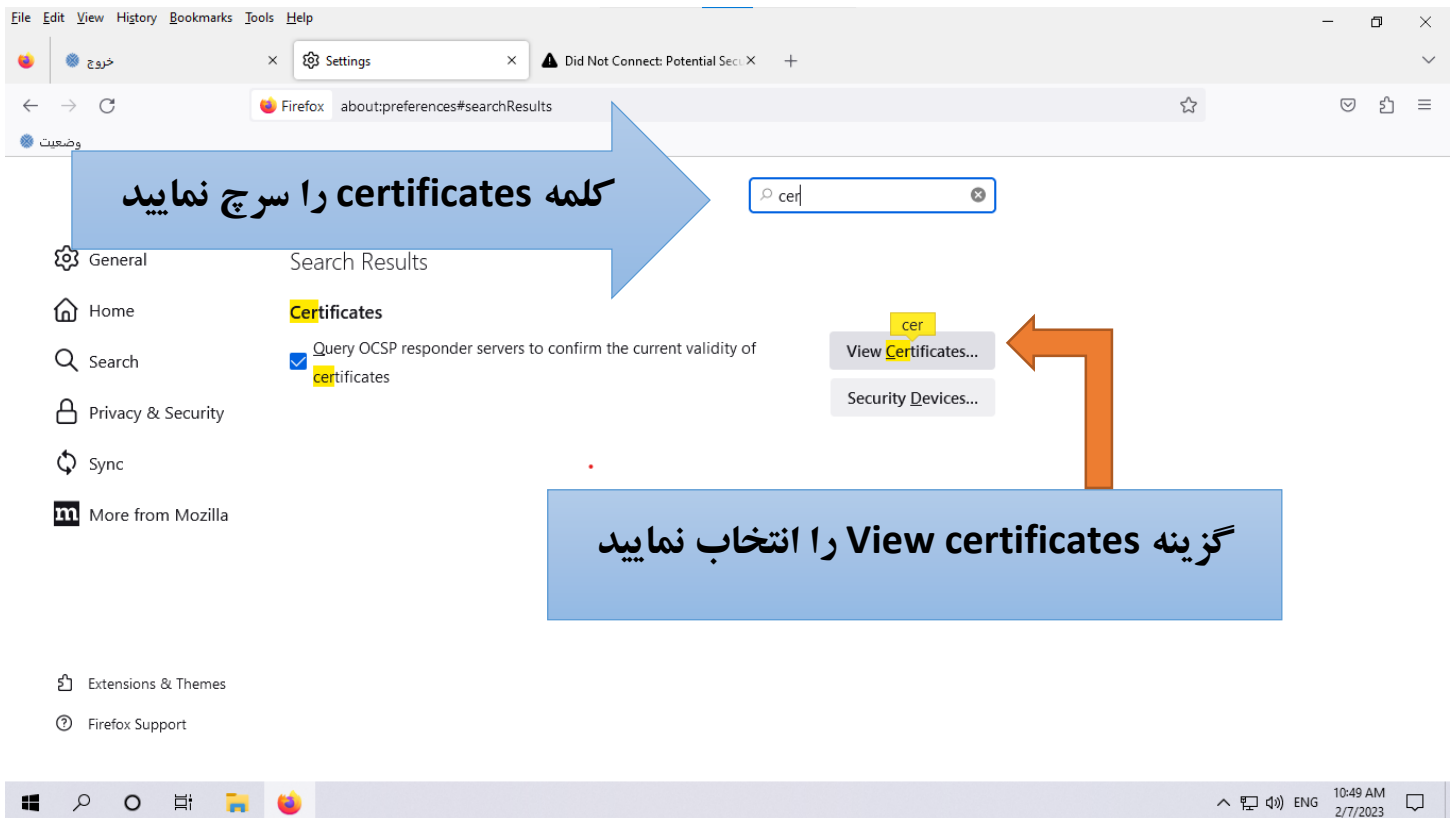 File Edit View History Bookmarks Tools Help
خروج
Settings
Did Not Connect: Potential Sec
Firefox about:preferences#searchResults
وضعیت
کلمه certificates را سرچ نمایید
cer
General
Search Results
Home
Certificates
cer
Query OCSP responder servers to confirm the current validity of
certificates
View Certificates...
Search
Security Devices...
Privacy & Security
Sync
m More from Mozilla
گزینه View certificates را انتخاب نمایید
Extensions & Themes
Firefox Support
ENG
10:49 AM
2/7/2023